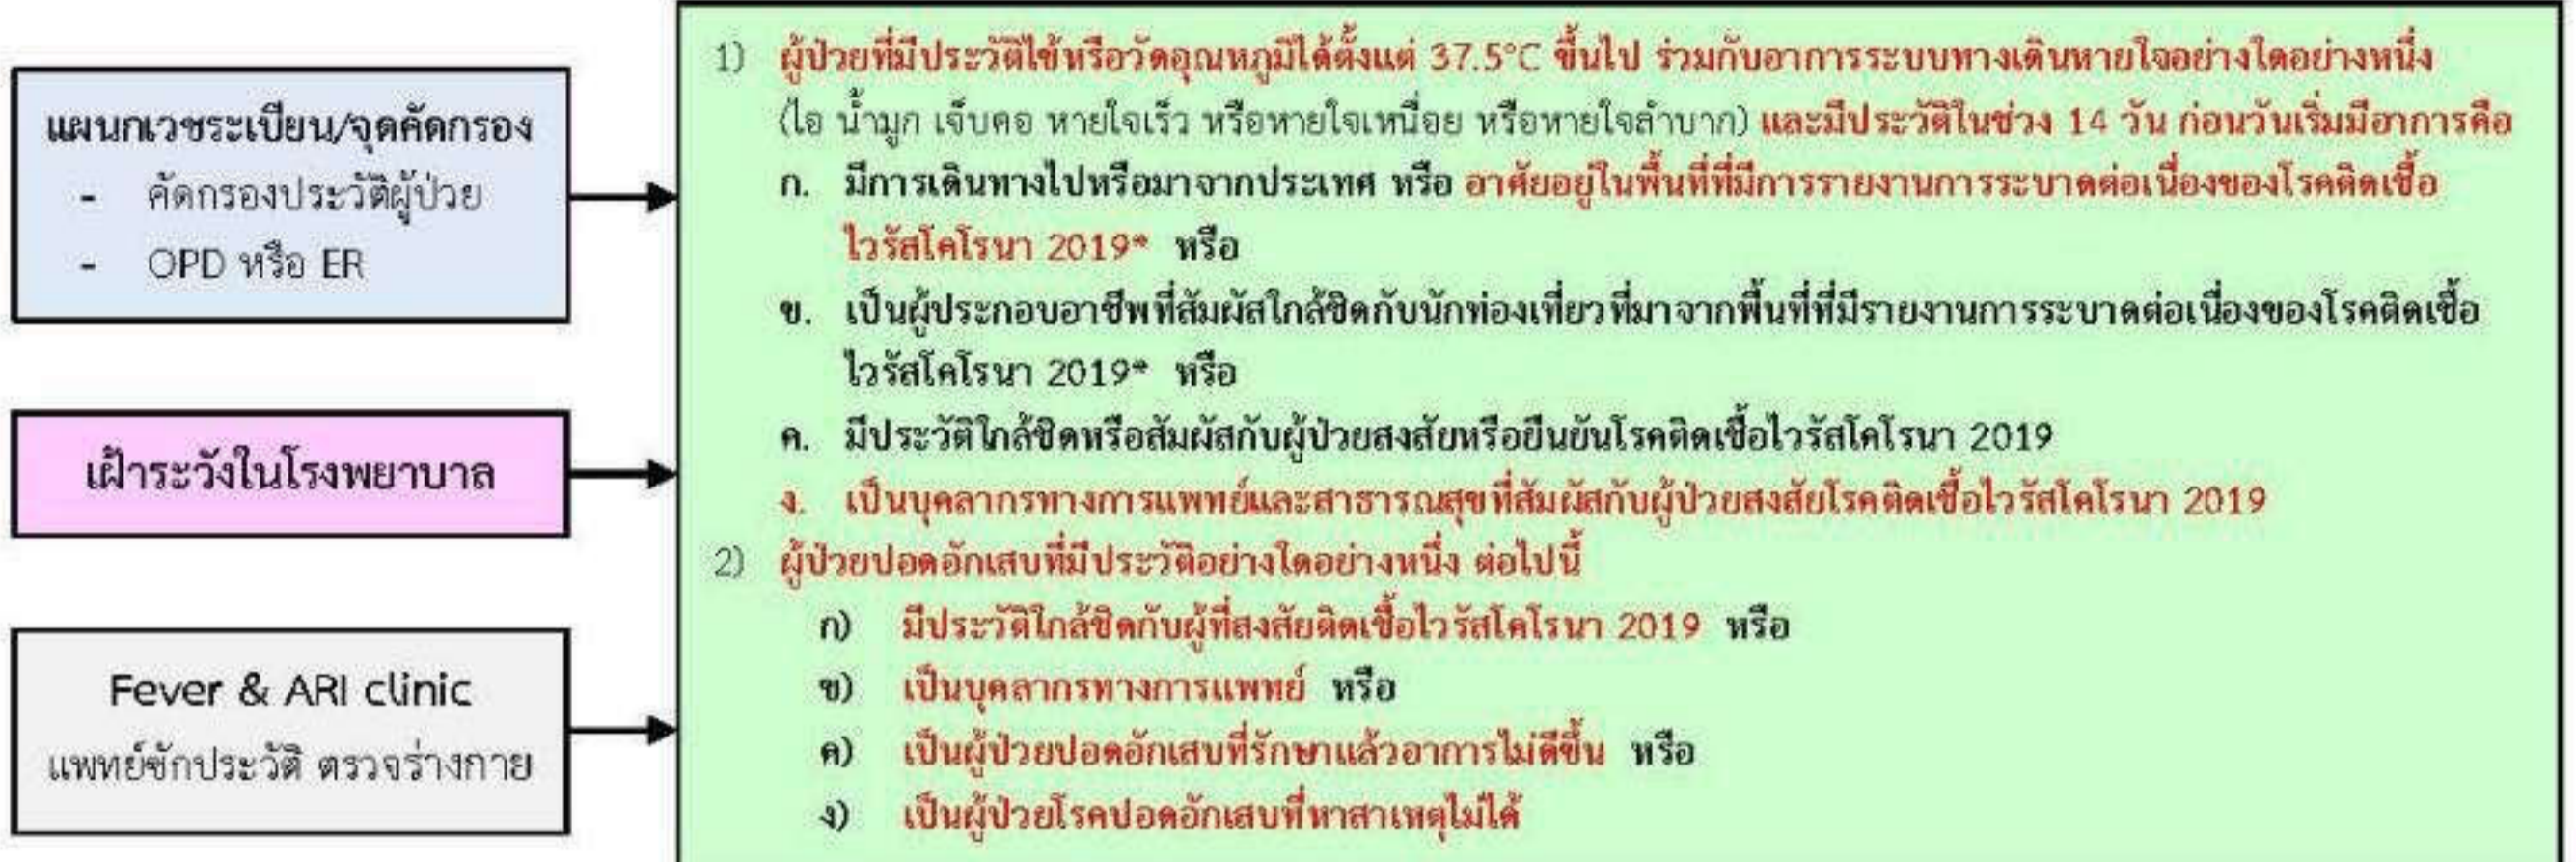 แผนกเวชระเบียน/จุดคัดกรอง
- คัดกรองประวัติผู้ป่วย
- OPD หรือ ER
เฝ้าระวังในโรงพยาบาล
Fever & ARI clinic
แพทย์ซักประวัติ ตรวจร่างกาย
1) ผู้ป่วยที่มีประวัติไข้หรือวัดอุณหภูมิได้ตั้งแต่ 37.5°C ขึ้นไป ร่วมกับอาการระบบทางเดินหายใจอย่างใดอย่างหนึ่ง
(ไอ น้ำมูก เจ็บคอ หายใจเร็ว หรือหายใจเหนื่อย หรือหายใจลำบาก) และมีประวัติในช่วง 14 วัน ก่อนวันเริ่มมีอาการคือ
ก. มีการเดินทางไปหรือมาจากประเทศ หรือ อาศัยอยู่ในพื้นที่ที่มีการรายงานการระบาดต่อเนื่องของโรคติดเชื้อ
ไวรัสโคโรนา 2019* หรือ
ข. เป็นผู้ประกอบอาชีพที่สัมผัสใกล้ชิดกับนักท่องเที่ยวที่มาจากพื้นที่ที่มีรายงานการระบาดต่อเนื่องของโรคติดเชื้อ
ไวรัสโคโรนา 2019* หรือ
ค. มีประวัติใกล้ชิดหรือสัมผัสกับผู้ป่วยสงสัยหรือยืนยันโรคติดเชื้อไวรัสโคโรนา 2019
ง. เป็นบุคลากรทางการแพทย์และสาธารณสุขที่สัมผัสกับผู้ป่วยสงสัยโรคติดเชื้อไวรัสโคโรนา 2019
2) ผู้ป่วยปอดอักเสบที่มีประวัติอย่างใดอย่างหนึ่ง ต่อไปนี้
ก) มีประวัติใกล้ชิดกับผู้ที่สงสัยติดเชื้อไวรัสโคโรนา 2019 หรือ
ข) เป็นบุคลากรทางการแพทย์ หรือ
ค) เป็นผู้ป่วยปอดอักเสบที่รักษาแล้วอาการไม่ดีขึ้น หรือ
ง) เป็นผู้ป่วยโรคปอดอักเสบที่หาสาเหตุไม่ได้